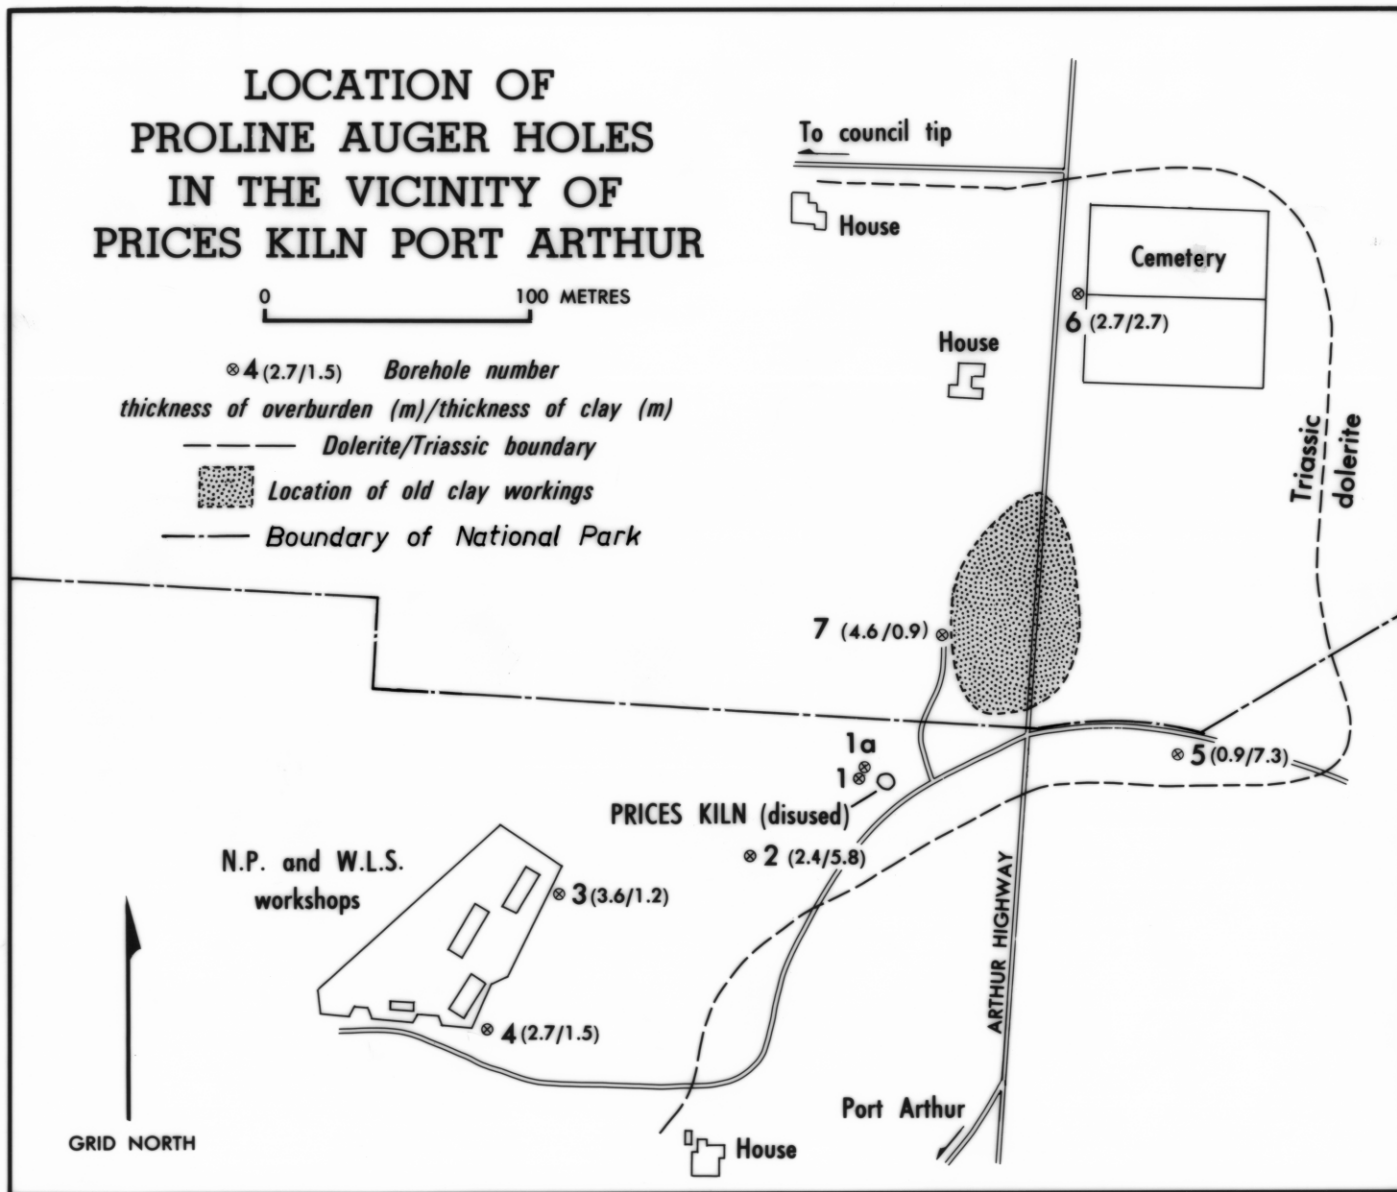 LOCATION OF
PROLINE AUGER HOLES
IN THE VICINITY OF
PRICES KILN PORT ARTHUR
0 100 METRES
4 (2.7/1.5) Borehole number
thickness of overburden (m)/thickness of clay (m)
Dolerite/Triassic boundary
Location of old clay workings
Boundary of National Park
To council tip
House
Cemetery
6 (2.7/2.7)
House
Triassic
dolerite
7 (4.6/0.9)
1a
1
5 (0.9/7.3)
PRICES KILN (disused)
2 (2.4/5.8)
N.P. and W.L.S.
workshops
3 (3.6/1.2)
ARTHUR HIGHWAY
4 (2.7/1.5)
Port Arthur
GRID NORTH
House